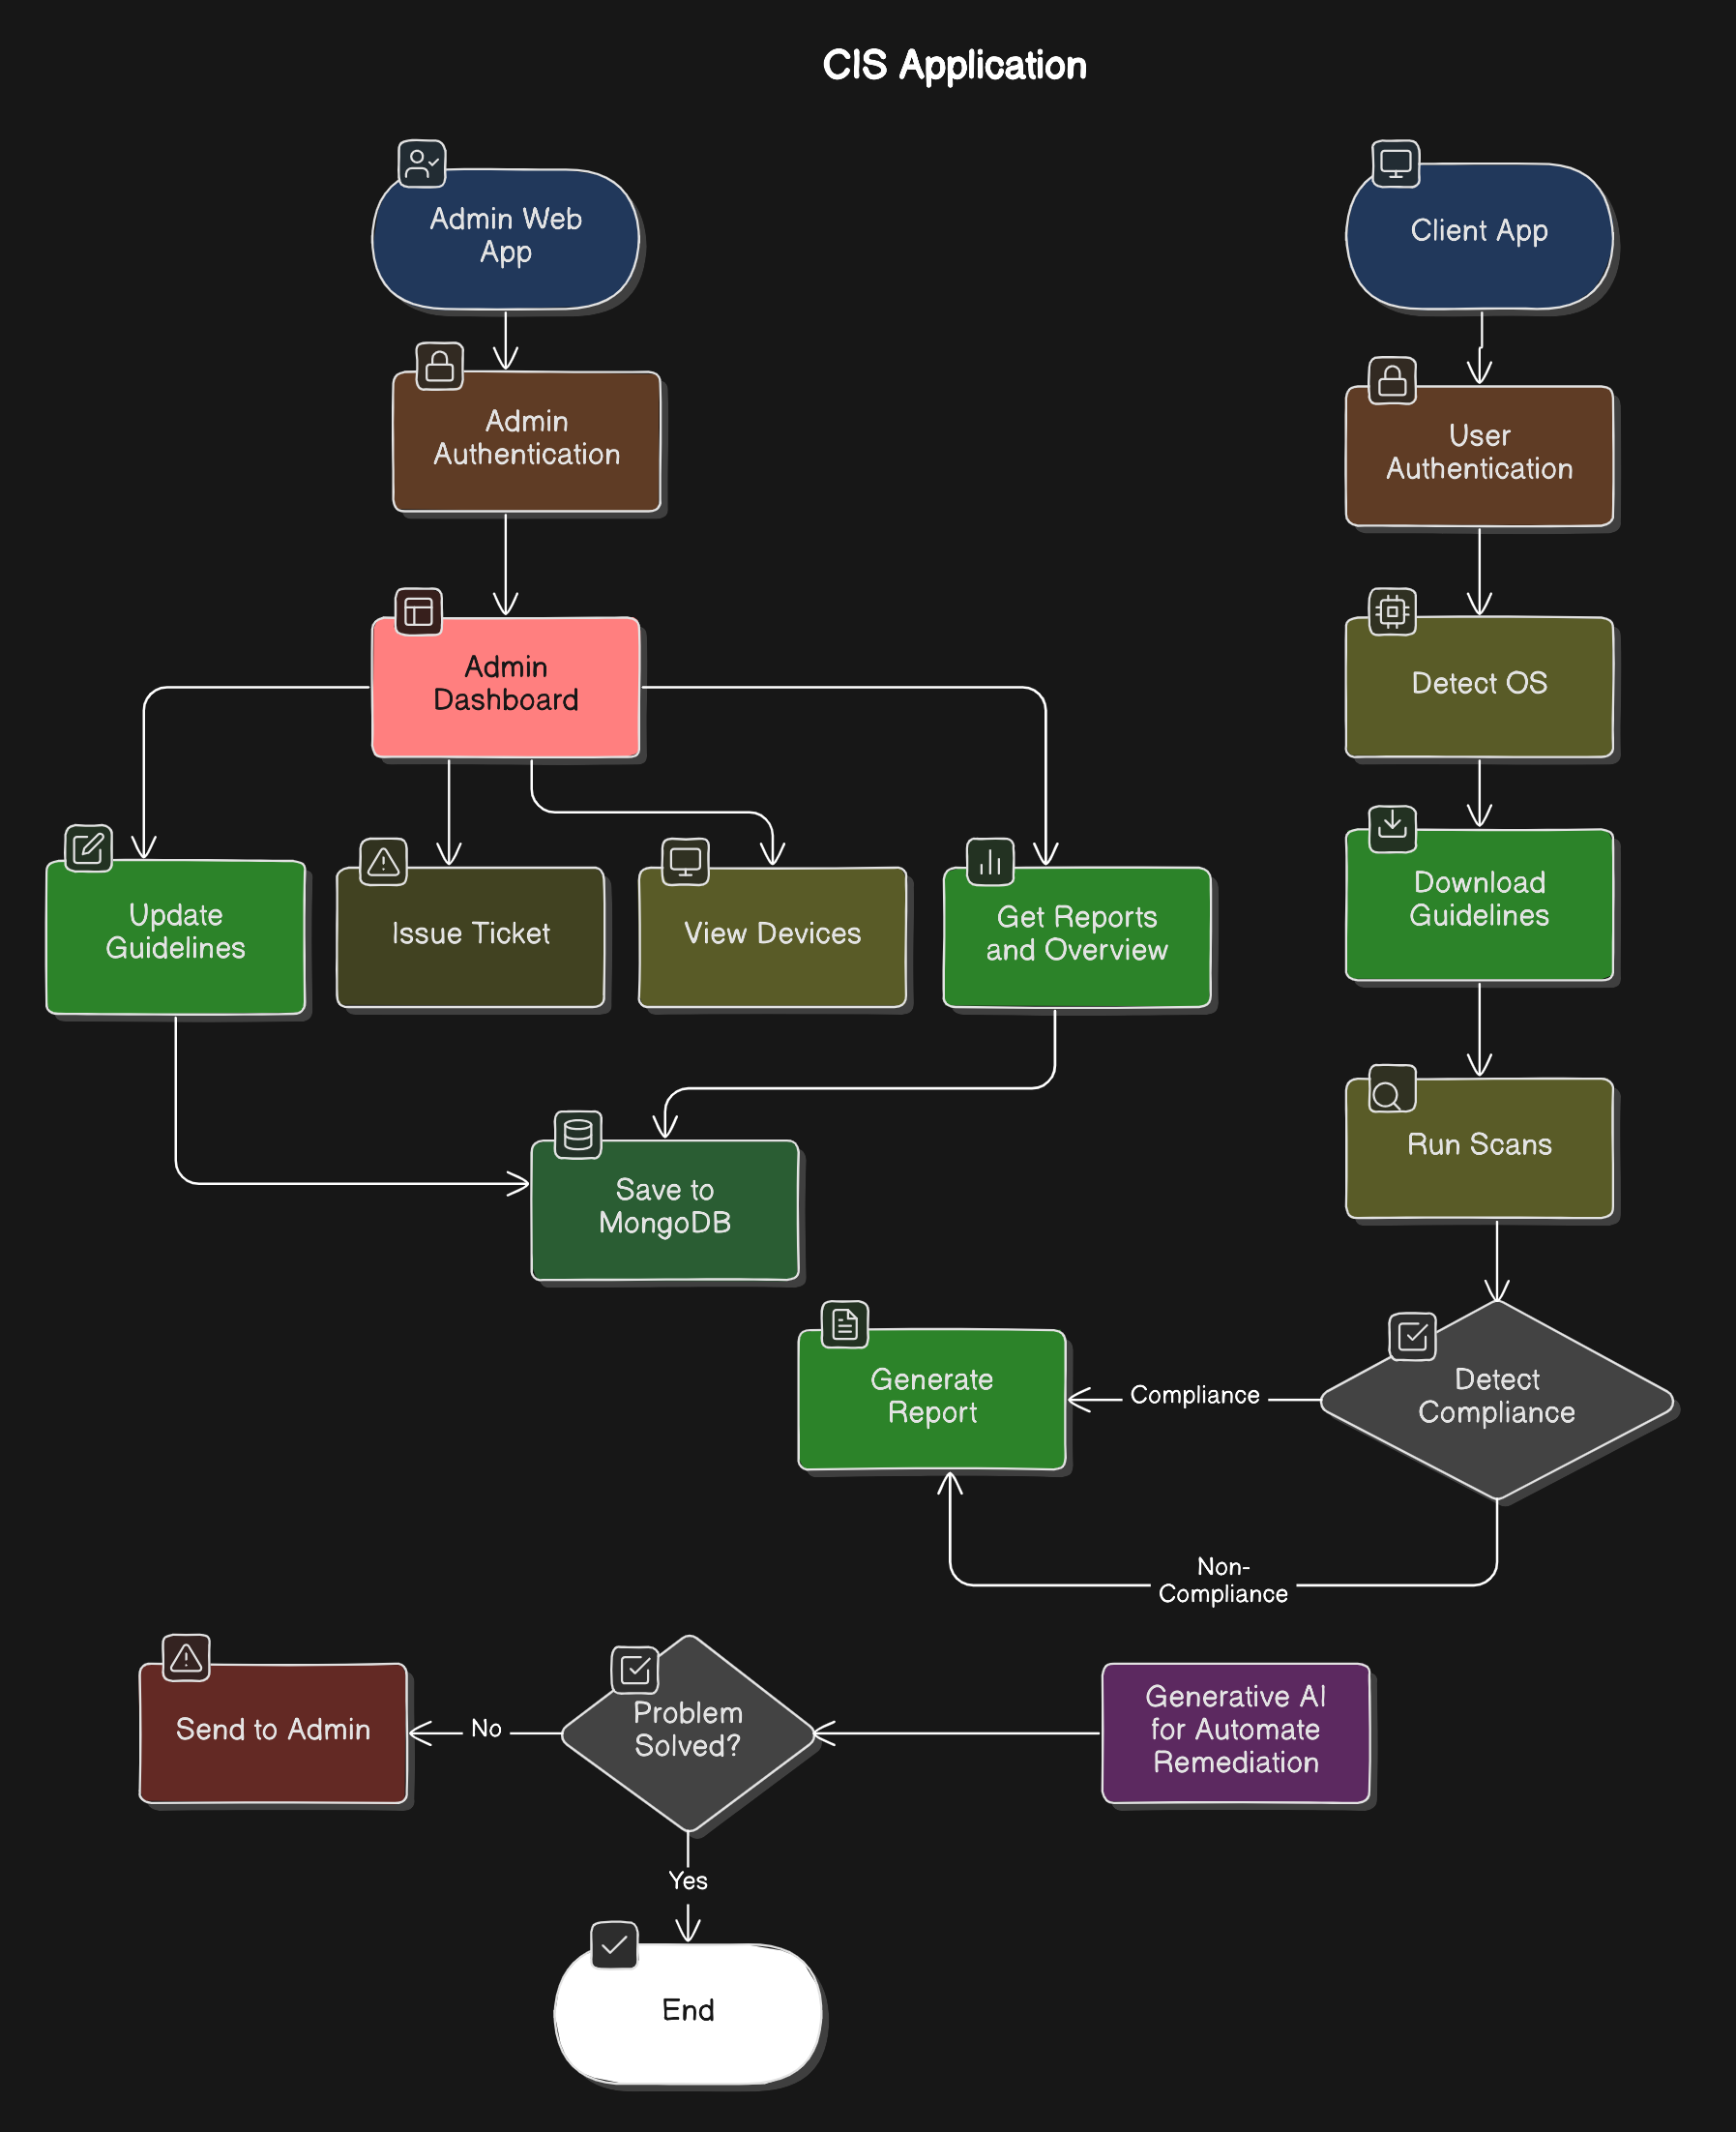 CIS Application
Admin Web
App
Client App
Admin
Authentication
User
Authentication
Admin
Dashboard
Detect OS
Update
Guidelines
Issue Ticket
View Devices
Get Reports
and Overview
Download
Guidelines
Run Scans
Save to
MongoDB
Generate
Report
Compliance
Detect
Compliance
Non-
Compliance
Send to Admin
No
Problem
Solved?
Generative AI
for Automate
Remediation
Yes
End